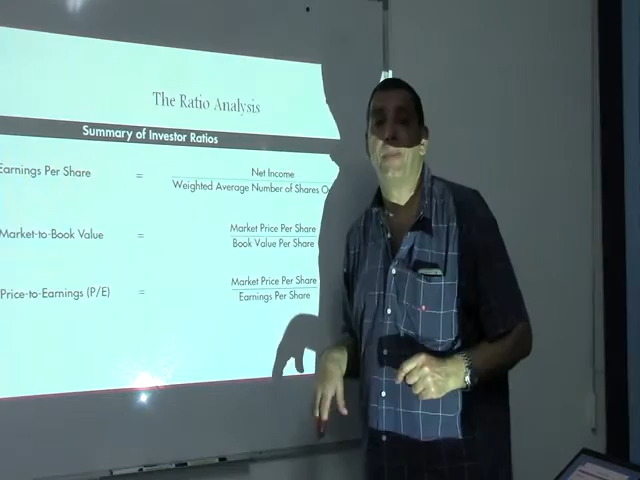 The Ratio Analysis
Summary of Investor Ratios
Earnings Per Share = Net Income
Weighted Average Number of Shares O
Market-to-Book Value = Market Price Per Share
Book Value Per Share
Price-to-Earnings (P/E) = Market Price Per Share
Earnings Per Share